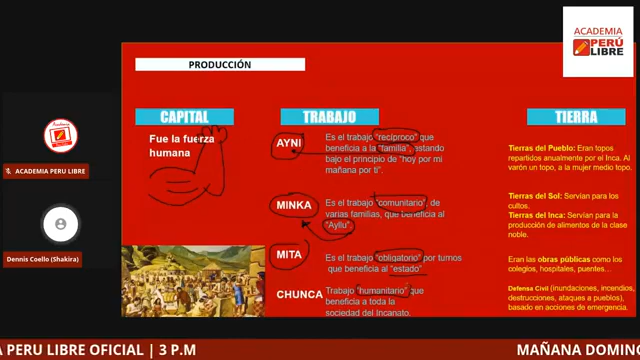 ACADEMIA
PERÚ
LIBRE
PRODUCCIÓN
CAPITAL
Fue la fuerza
humana
TRABAJO
AYNI
Es el trabajo "recíproco" que
beneficia a la "familia", estando
bajo el principio de "hoy por mi
mañana por ti".
MINKA
Es el trabajo "comunitario", de
varias familias, que beneficia al
"Ayllu".
MITA
Es el trabajo "obligatorio" por turnos
que beneficia al "estado"
CHUNCA
Trabajo "humanitario" que
beneficia a toda la
sociedad del Incanato.
TIERRA
Tierras del Pueblo: Eran topos
repartidos anualmente por el Inca. Al
varón un topo, a la mujer medio topo.
Tierras del Sol: Servían para los
cultos.
Tierras del Inca: Servían para la
producción de alimentos de la clase
noble.
Eran las obras públicas como los
colegios, hospitales, puentes...
Defensa Civil (inundaciones, incendios,
destrucciones, ataques a pueblos),
basado en acciones de emergencia.
ACADEMIA PERU LIBRE
Dennis Coello (Shakira)
A PERU LIBRE OFICIAL | 3 P.M
MAÑANA DOMING